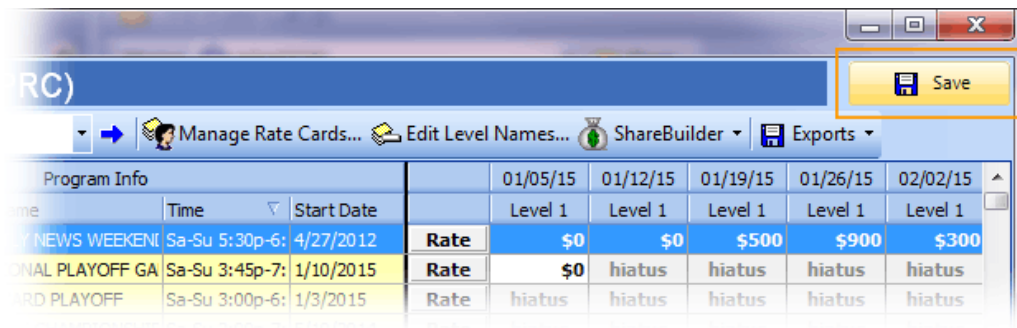 RC)
Save
Manage Rate Cards... Edit Level Names... ShareBuilder Exports
Program Info 01/05/15 01/12/15 01/19/15 01/26/15 02/02/15
Time Start Date Level 1 Level 1 Level 1 Level 1 Level 1
Y NEWS WEEKEND Sa-Su 5:30p-6: 4/27/2012 Rate $0 $0 $500 $900 $300
ONAL PLAYOFF GA Sa-Su 3:45p-7: 1/10/2015 Rate $0 hiatus hiatus hiatus hiatus
ARD PLAYOFF Sa-Su 3:00p-6: 1/3/2015 Rate hiatus hiatus hiatus hiatus hiatus